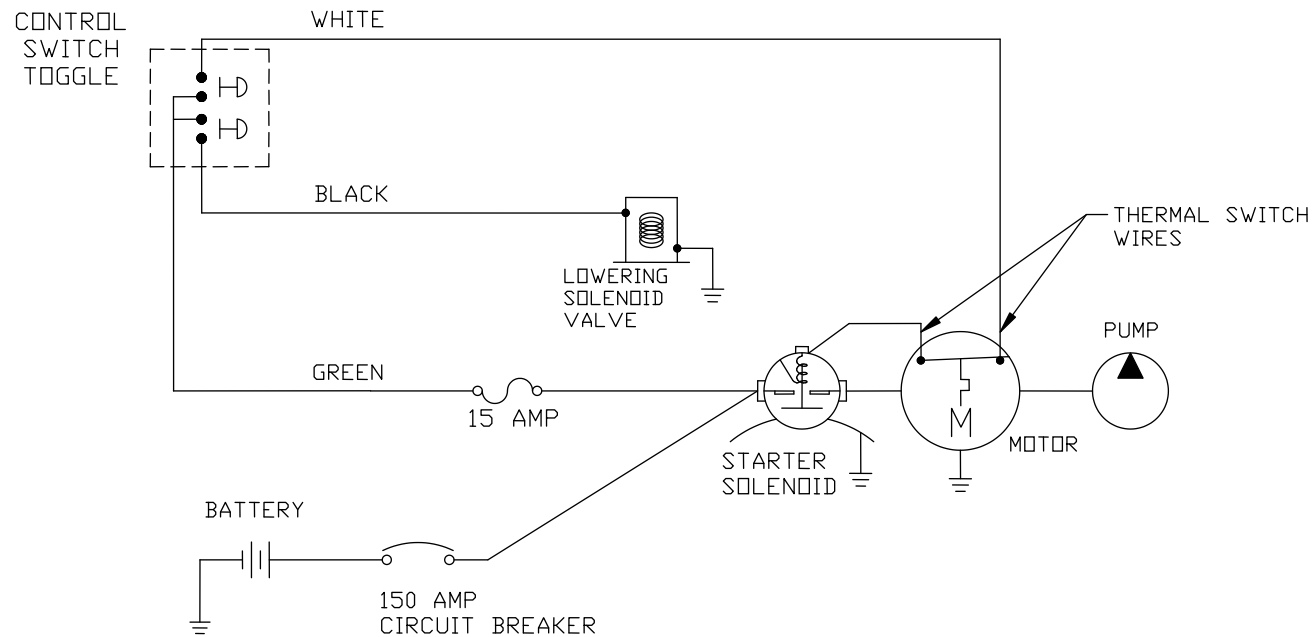 CONTROL
SWITCH
TOGGLE
WHITE
BLACK
THERMAL SWITCH
WIRES
LOWERING
SOLENOID
VALVE
PUMP
GREEN
15 AMP
M
MOTOR
STARTER
SOLENOID
BATTERY
150 AMP
CIRCUIT BREAKER